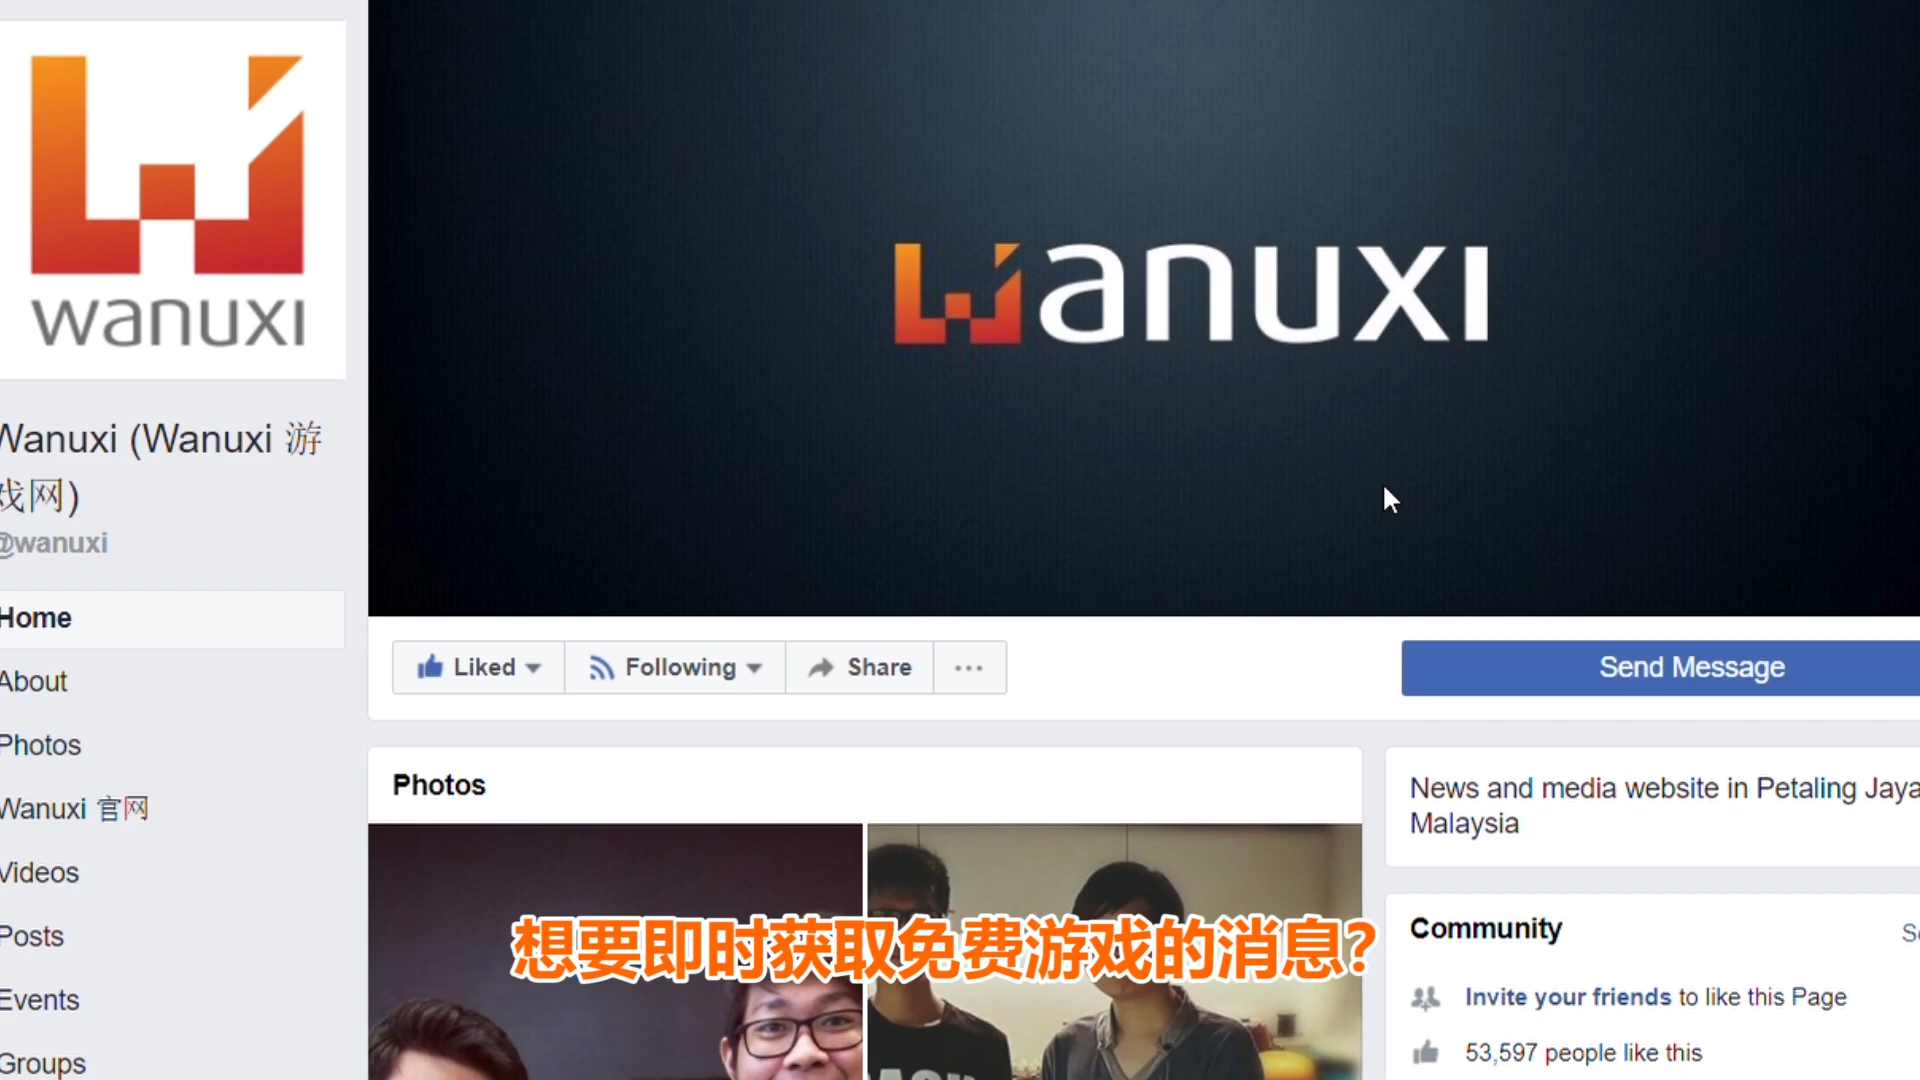 wanuxi
wanuxi
Wanuxi (Wanuxi 游
戏网)
@wanuxi
Home
About
Photos
Wanuxi 官网
Videos
Posts
Events
Groups
Liked
Following
Share
Send Message
Photos
News and media website in Petaling Jaya
Malaysia
Community
Invite your friends to like this Page
53,597 people like this
想要即时获取免费游戏的消息?